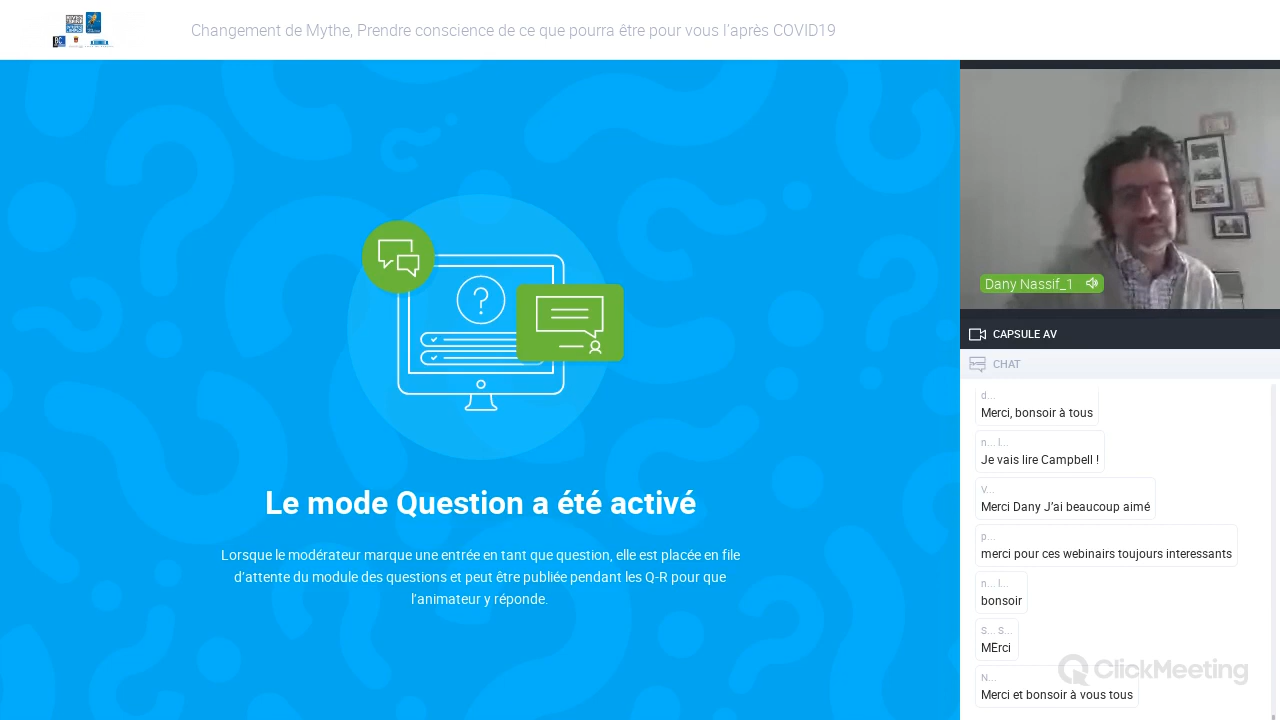 Changement de Mythe, Prendre conscience de ce que pourra être pour vous l'après COVID19
Le mode Question a été activé
Lorsque le modérateur marque une entrée en tant que question, elle est placée en file
d'attente du module des questions et peut être publiée pendant les Q-R pour que
l'animateur y réponde.
Dany Nassif_1
CAPSULE AV
CHAT
d...
Merci, bonsoir à tous
n... l...
Je vais lire Campbell !
V...
Merci Dany J'ai beaucoup aimé
p...
merci pour ces webinairs toujours interessants
n... l...
bonsoir
S... S...
MErci
N...
Merci et bonsoir à vous tous
ClickMeeting